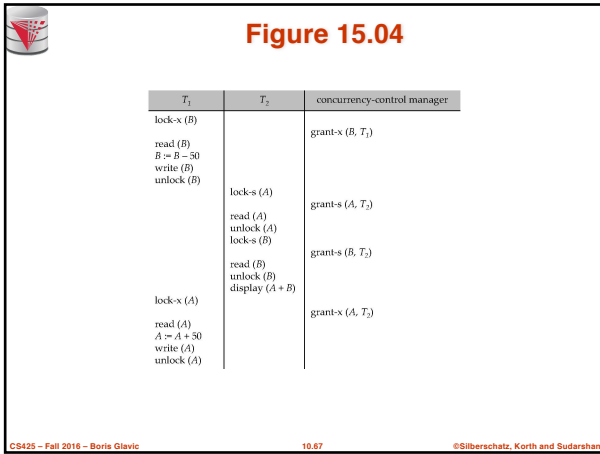 Figure 15.04
T1 T2 concurrency-control manager
lock-x (B)
grant-x (B, T1)
read (B)
B := B − 50
write (B)
unlock (B)
lock-s (A)
grant-s (A, T2)
read (A)
unlock (A)
lock-s (B)
grant-s (B, T2)
read (B)
unlock (B)
display (A + B)
lock-x (A)
grant-x (A, T2)
read (A)
A := A + 50
write (A)
unlock (A)
CS425 – Fall 2016 – Boris Glavic 10.67 ©Silberschatz, Korth and Sudarshan